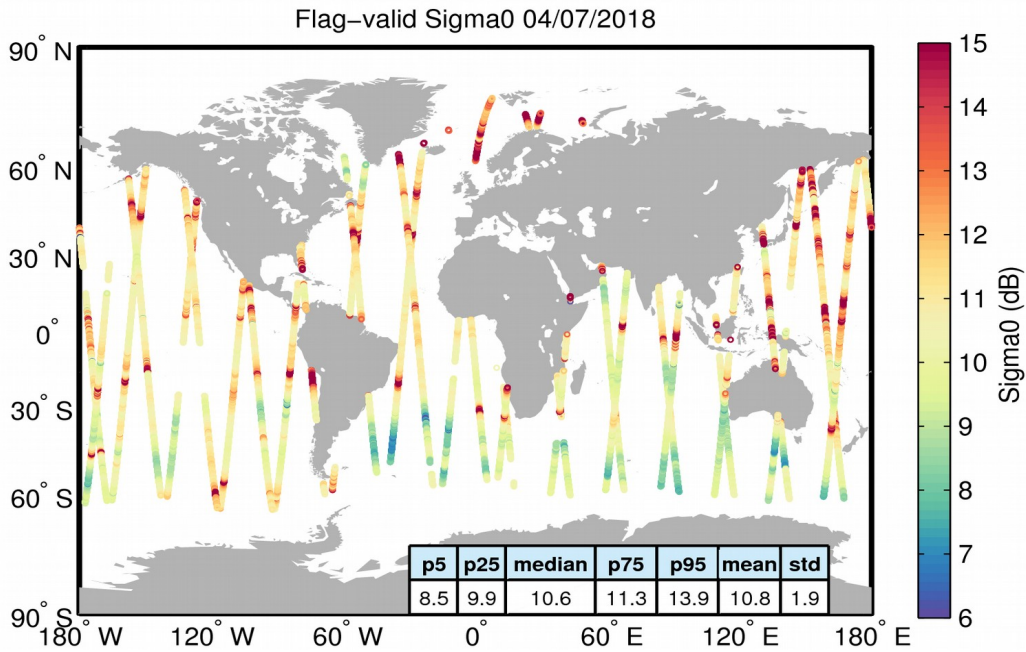 Flag−valid Sigma0 04/07/2018
90° N
60° N
30° N
0°
30° S
60° S
90° S
180° W
120° W
60° W
0°
60° E
120° E
180° E
p5 p25 median p75 p95 mean std
8.5 9.9 10.6 11.3 13.9 10.8 1.9
15
14
13
12
11
10
9
8
7
6
Sigma0 (dB)